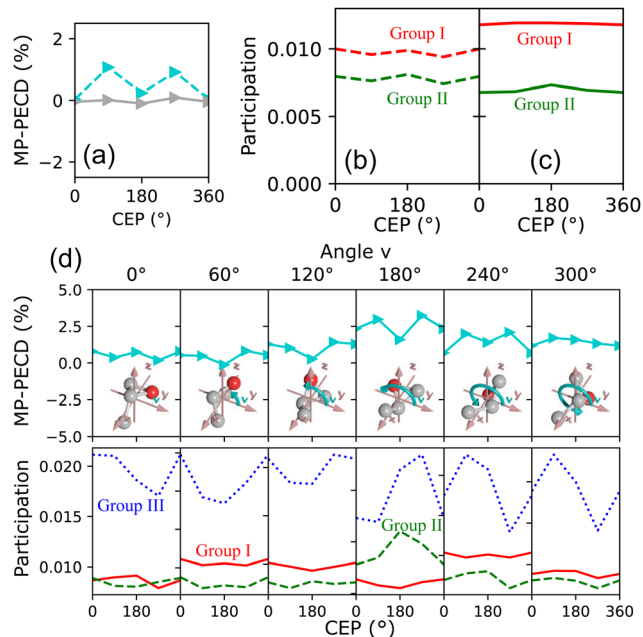 MP-PECD (%)
2
0
−2
(a)
0
180
360
CEP (°)
Participation
0.010
0.005
0.000
Group I
Group II
(b)
0
180
CEP (°)
Group I
Group II
(c)
0
180
360
CEP (°)
(d)
Angle v
0° 60° 120° 180° 240° 300°
MP-PECD (%)
5.0
2.5
0.0
−2.5
−5.0
z
v
y
x
z
v
y
x
z
v
y
x
z
v
y
x
z
v
y
x
z
v
y
x
Participation
0.020
0.015
0.010
Group III
Group I
Group II
0 180 0 180 0 180 0 180 0 180 0 180 360
CEP (°)